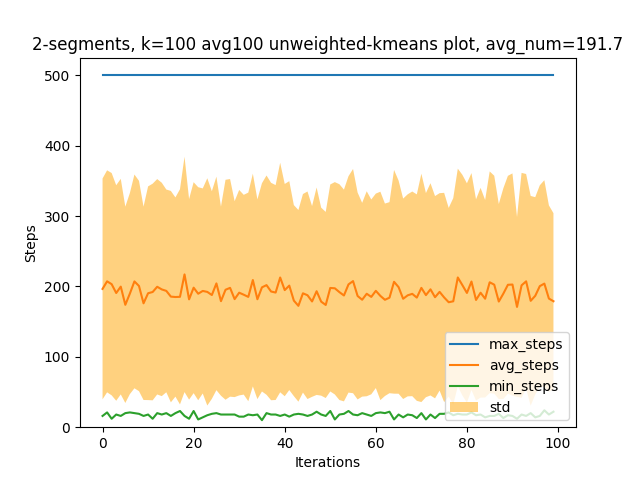 2-segments, k=100 avg100 unweighted-kmeans plot, avg_num=191.7
500
400
300
200
100
0
Steps
max_steps
avg_steps
min_steps
std
0 20 40 60 80 100
Iterations